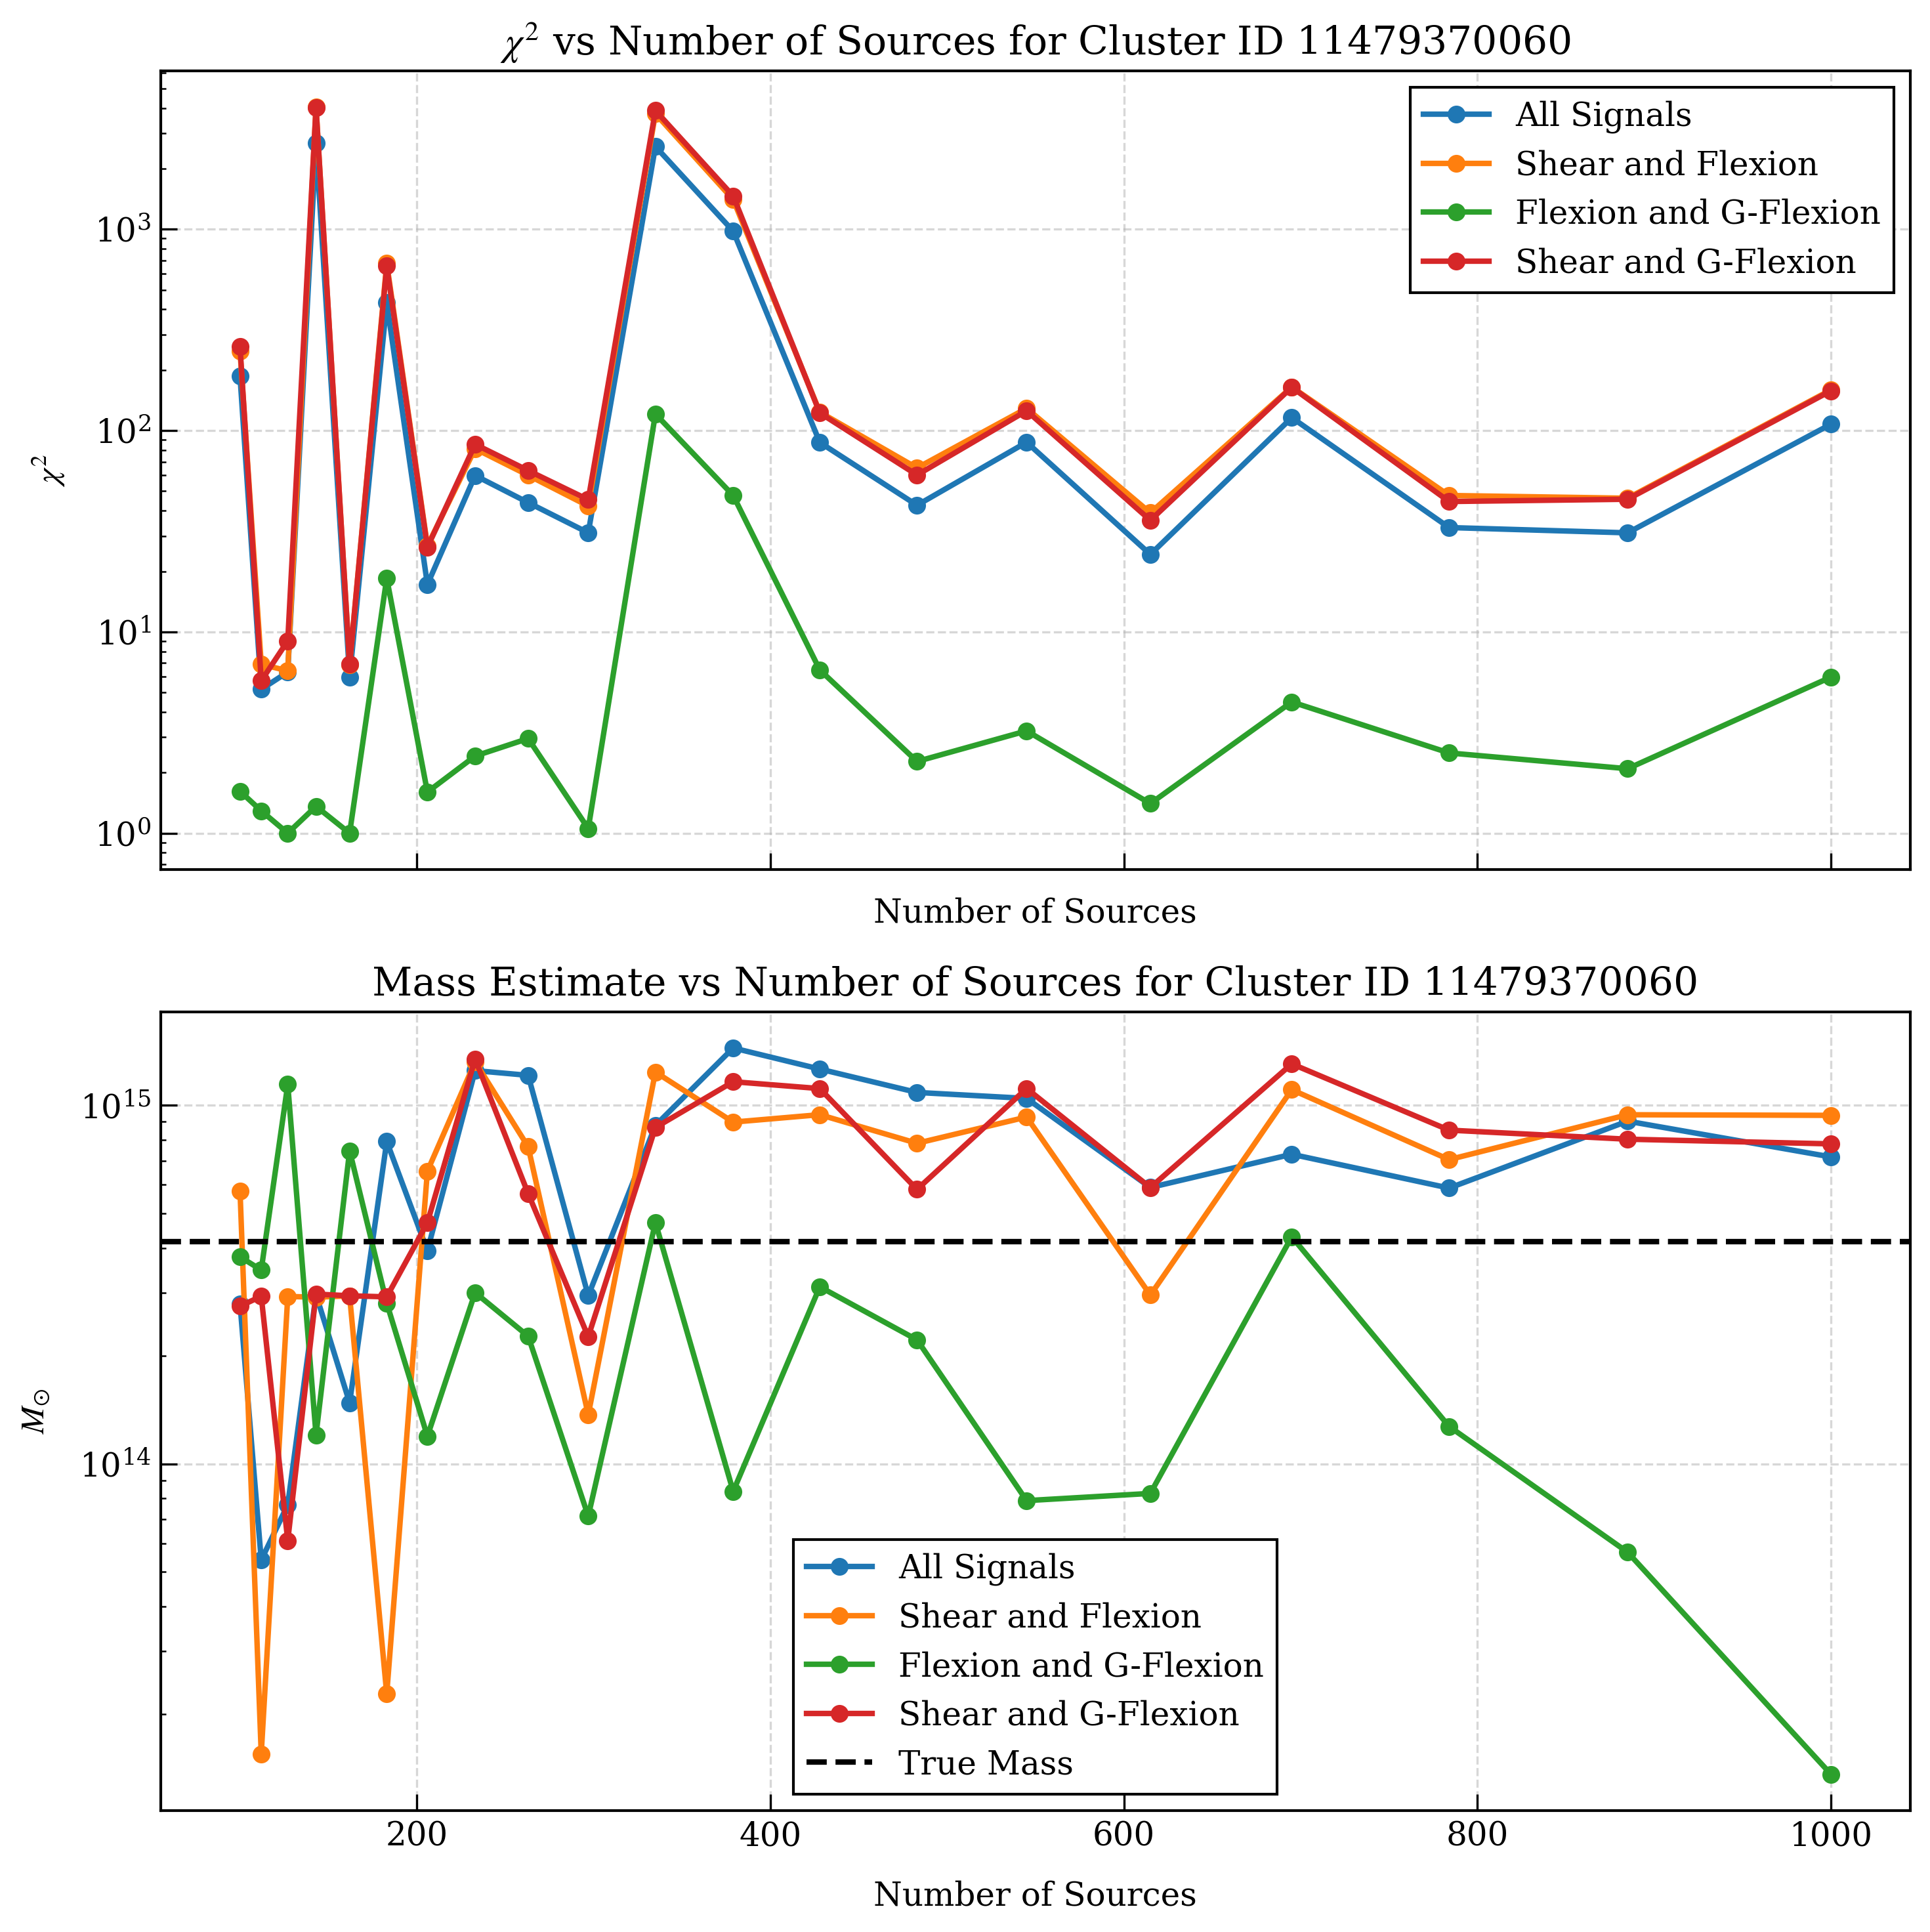 χ² vs Number of Sources for Cluster ID 11479370060
All Signals
Shear and Flexion
Flexion and G-Flexion
Shear and G-Flexion
10³
10²
10¹
10⁰
χ²
Number of Sources
Mass Estimate vs Number of Sources for Cluster ID 11479370060
10¹⁵
10¹⁴
M⊙
All Signals
Shear and Flexion
Flexion and G-Flexion
Shear and G-Flexion
True Mass
200 400 600 800 1000
Number of Sources